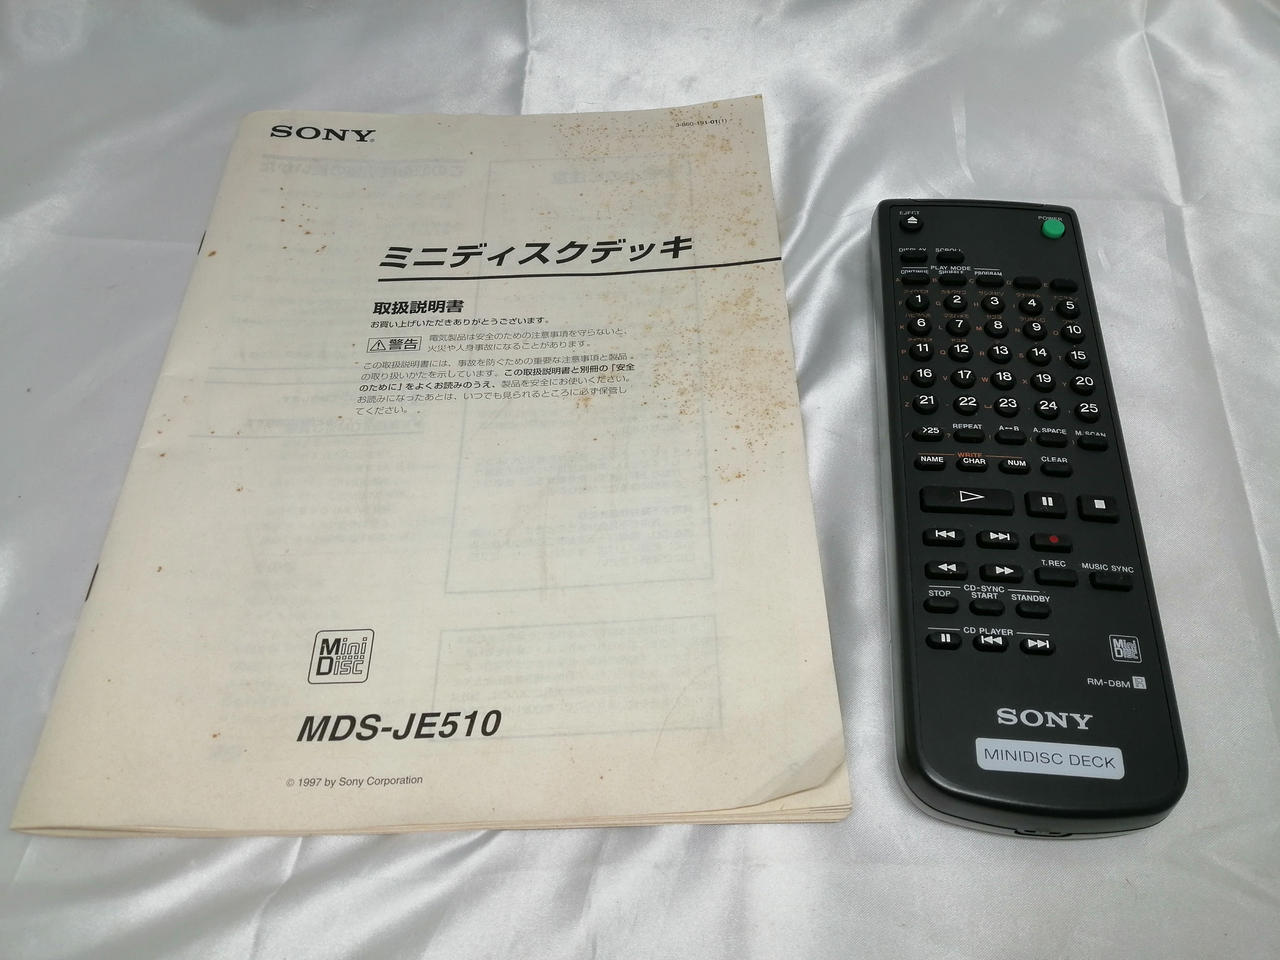 SONY
3-860-191-01(1)
ミニディスクデッキ
取扱説明書
お買い上げいただきありがとうございます。
警告
電気製品は安全のための注意事項を守らないと、
火災や人身事故になることがあります。
この取扱説明書には、事故を防ぐための重要な注意事項と製品
の取り扱いかたを示しています。この取扱説明書と別冊の「安全
のために」をよくお読みのうえ、製品を安全にお使いください。
お読みになったあとは、いつでも見られるところに必ず保管し
てください。
Mini
Disc
MDS-JE510
© 1997 by Sony Corporation
EJECT
POWER
DISPLAY SCROLL
PLAY MODE
CONTINUE SHUFFLE PROGRAM
1 2 3 4 5
6 7 8 9 10
11 12 13 14 15
16 17 18 19 20
21 22 23 24 25
>25 REPEAT A↔B A.SPACE M.SCAN
WRITE
NAME CHAR NUM CLEAR
T.REC MUSIC SYNC
CD-SYNC
STOP START STANDBY
CD PLAYER
Mini
Disc
RM-D8M
SONY
MINIDISC DECK